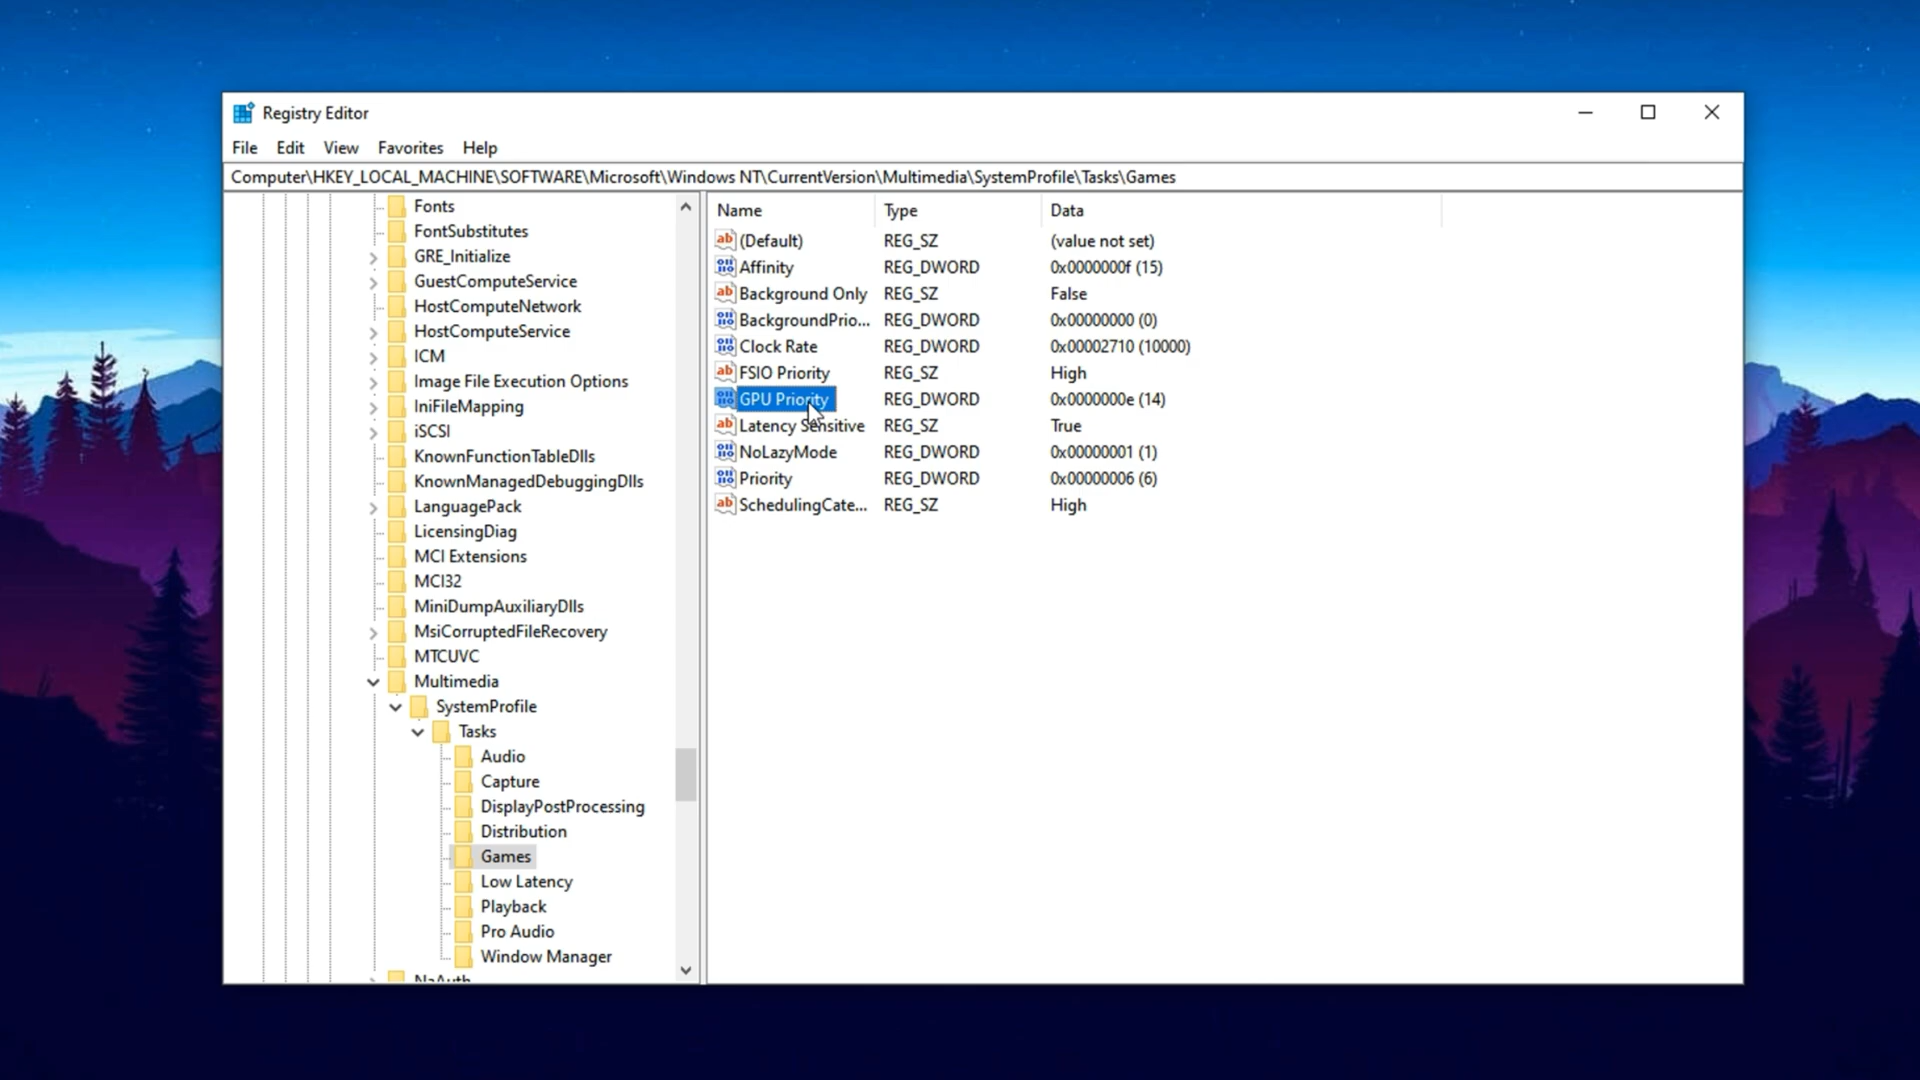 Registry Editor
File Edit View Favorites Help
Computer\HKEY_LOCAL_MACHINE\SOFTWARE\Microsoft\Windows NT\CurrentVersion\Multimedia\SystemProfile\Tasks\Games
Fonts
FontSubstitutes
GRE_Initialize
GuestComputeService
HostComputeNetwork
HostComputeService
ICM
Image File Execution Options
IniFileMapping
iSCSI
KnownFunctionTableDlls
KnownManagedDebuggingDlls
LanguagePack
LicensingDiag
MCI Extensions
MCI32
MiniDumpAuxiliaryDlls
MsiCorruptedFileRecovery
MTCUVC
Multimedia
SystemProfile
Tasks
Audio
Capture
DisplayPostProcessing
Distribution
Games
Low Latency
Playback
Pro Audio
Window Manager
NaAuth
Name Type Data
(Default) REG_SZ (value not set)
Affinity REG_DWORD 0x0000000f (15)
Background Only REG_SZ False
BackgroundPrio... REG_DWORD 0x00000000 (0)
Clock Rate REG_DWORD 0x00002710 (10000)
FSIO Priority REG_SZ High
GPU Priority REG_DWORD 0x0000000e (14)
Latency Sensitive REG_SZ True
NoLazyMode REG_DWORD 0x00000001 (1)
Priority REG_DWORD 0x00000006 (6)
SchedulingCate... REG_SZ High